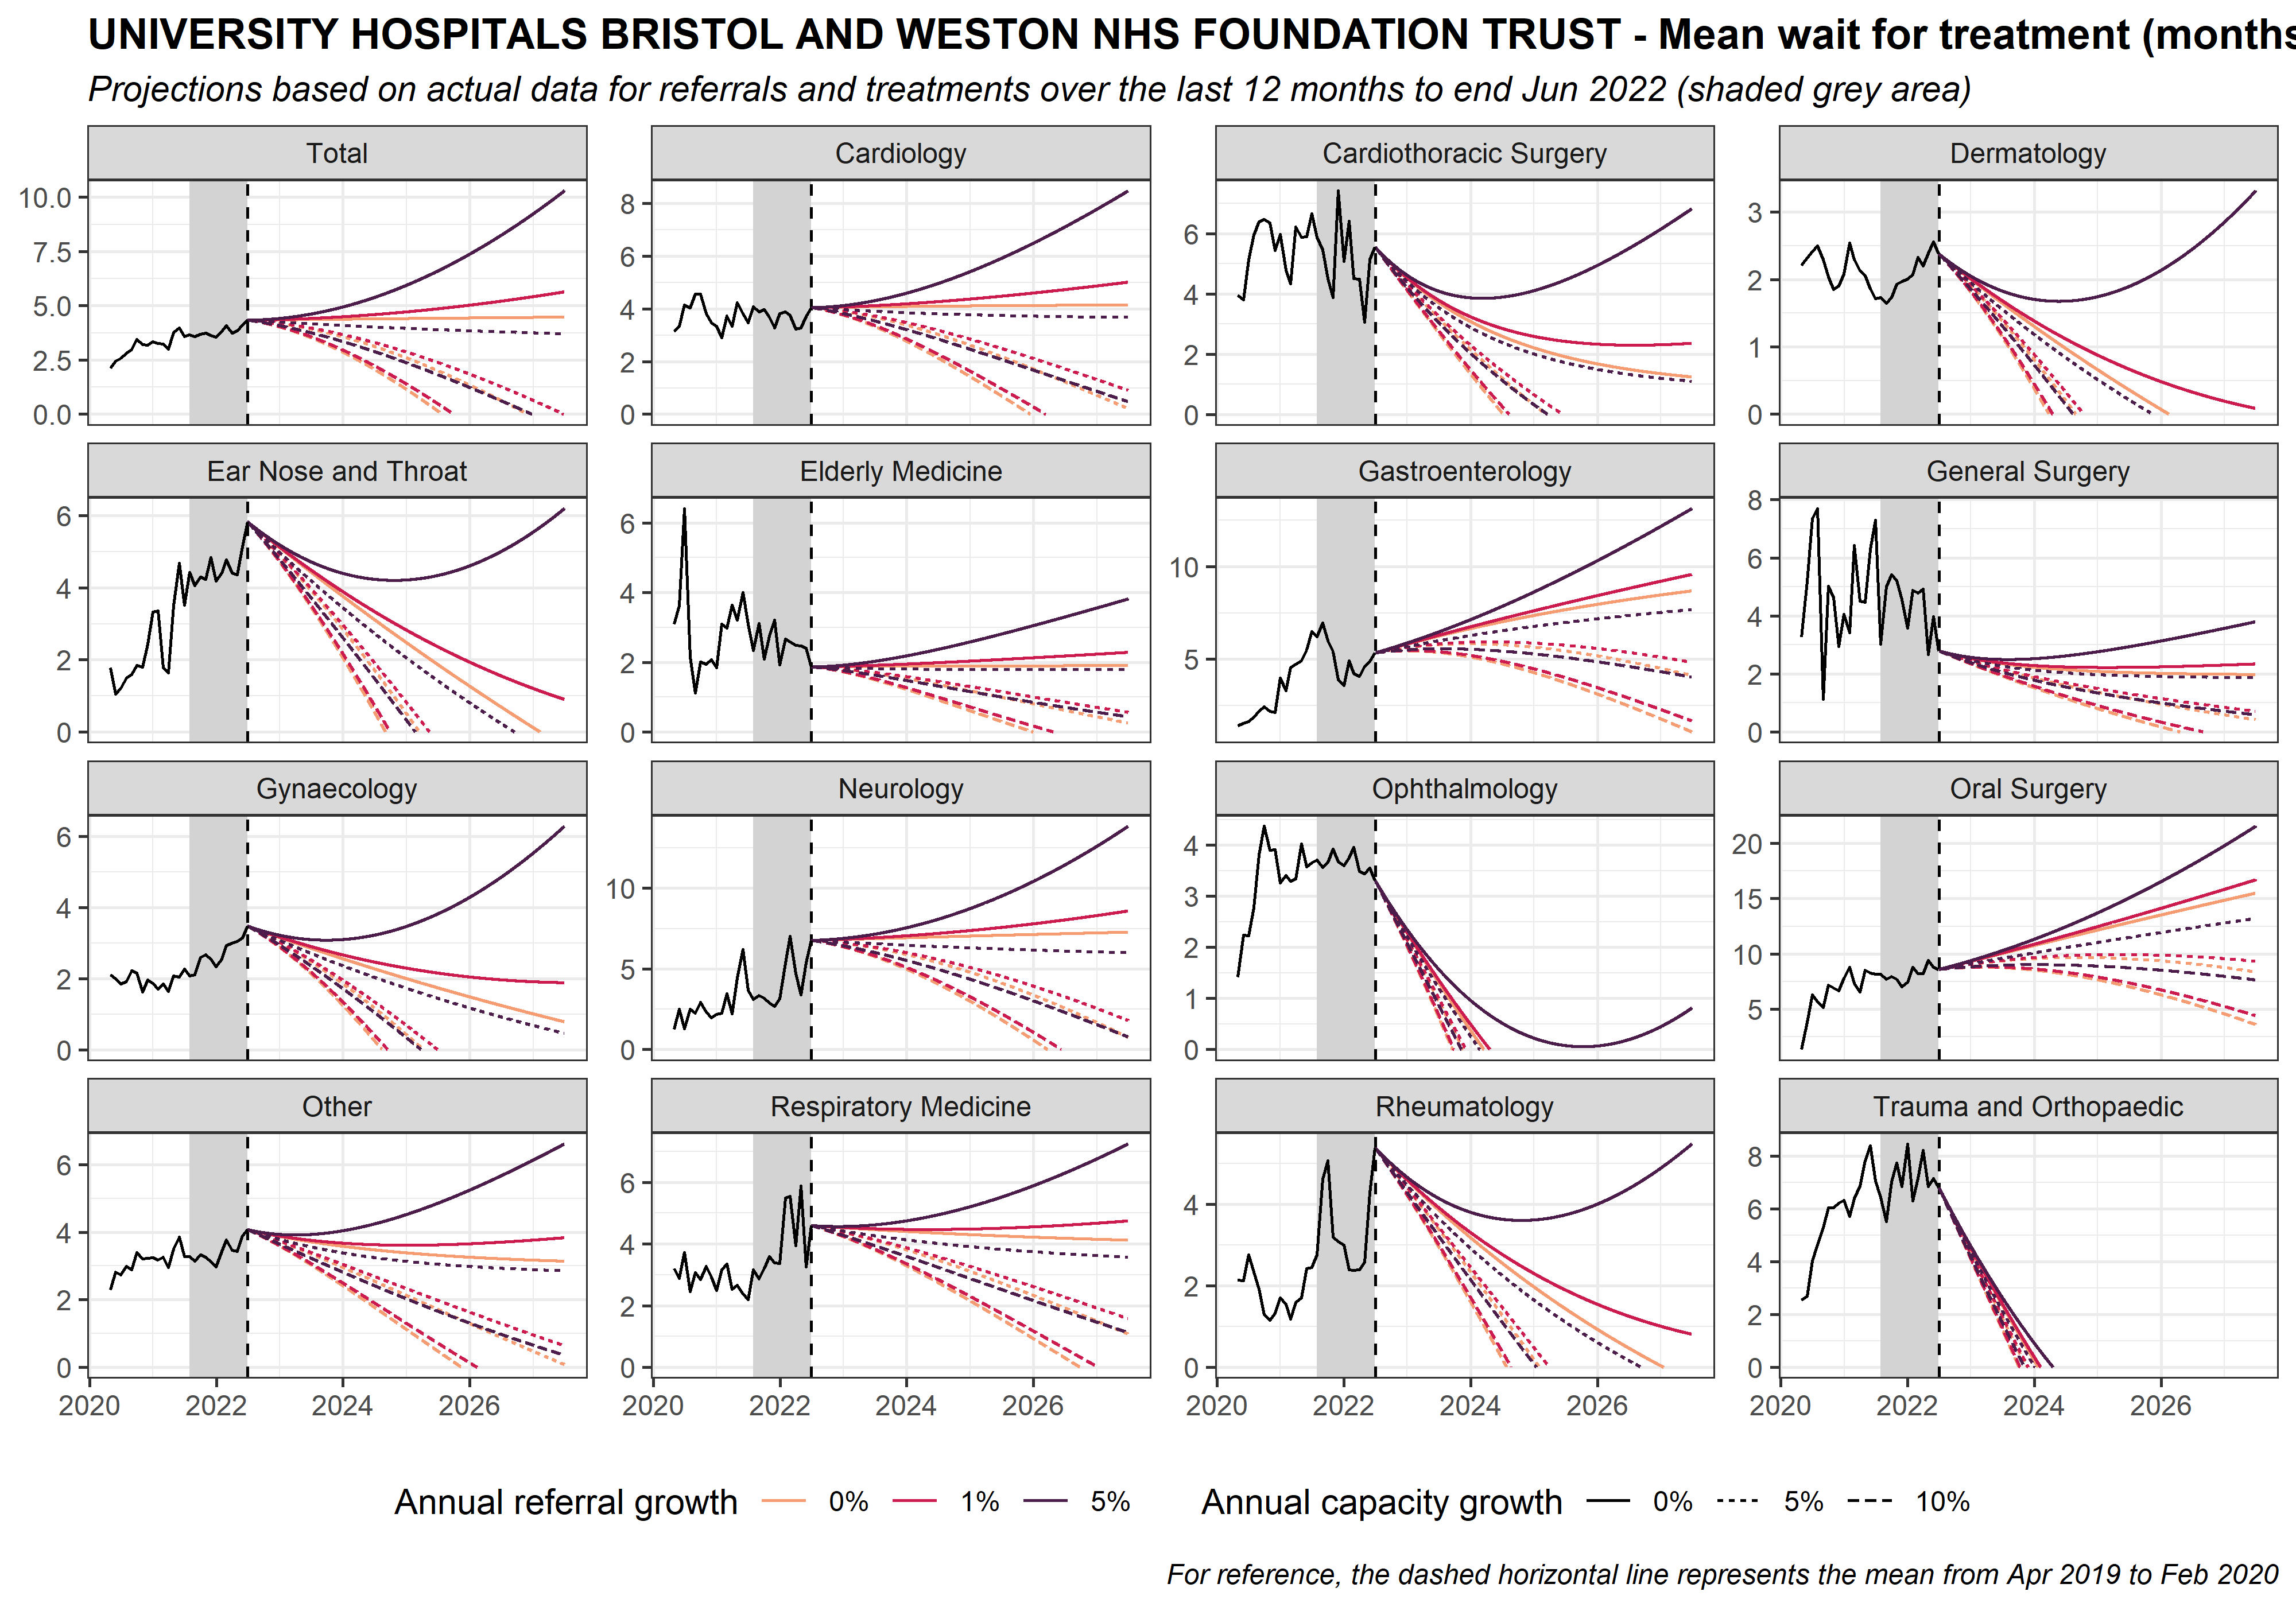 UNIVERSITY HOSPITALS BRISTOL AND WESTON NHS FOUNDATION TRUST - Mean wait for treatment (months
Projections based on actual data for referrals and treatments over the last 12 months to end Jun 2022 (shaded grey area)
Total Cardiology Cardiothoracic Surgery Dermatology
10.0 7.5 5.0 2.5 0.0
8 6 4 2 0
6 4 2 0
3 2 1 0
Ear Nose and Throat Elderly Medicine Gastroenterology General Surgery
6 4 2 0
6 4 2 0
10 5
8 6 4 2 0
Gynaecology Neurology Ophthalmology Oral Surgery
6 4 2 0
10 5 0
4 3 2 1 0
20 15 10 5
Other Respiratory Medicine Rheumatology Trauma and Orthopaedic
6 4 2 0
6 4 2 0
4 2 0
8 6 4 2 0
2020 2022 2024 2026 2020 2022 2024 2026 2020 2022 2024 2026 2020 2022 2024 2026
Annual referral growth 0% 1% 5% Annual capacity growth 0% 5% 10%
For reference, the dashed horizontal line represents the mean from Apr 2019 to Feb 2020